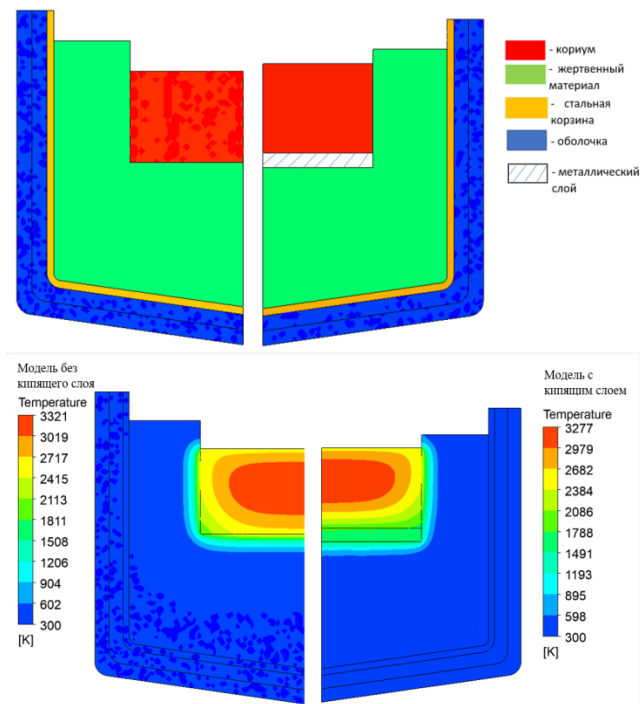 - кориум
- жертвенный
материал
- стальная
корзина
- оболочка
- металлический
слой
Модель без
кипящего слоя
Temperature
3321
3019
2717
2415
2113
1811
1508
1206
904
602
300
[K]
Модель с
кипящим слоем
Temperature
3277
2979
2682
2384
2086
1788
1491
1193
895
598
300
[K]